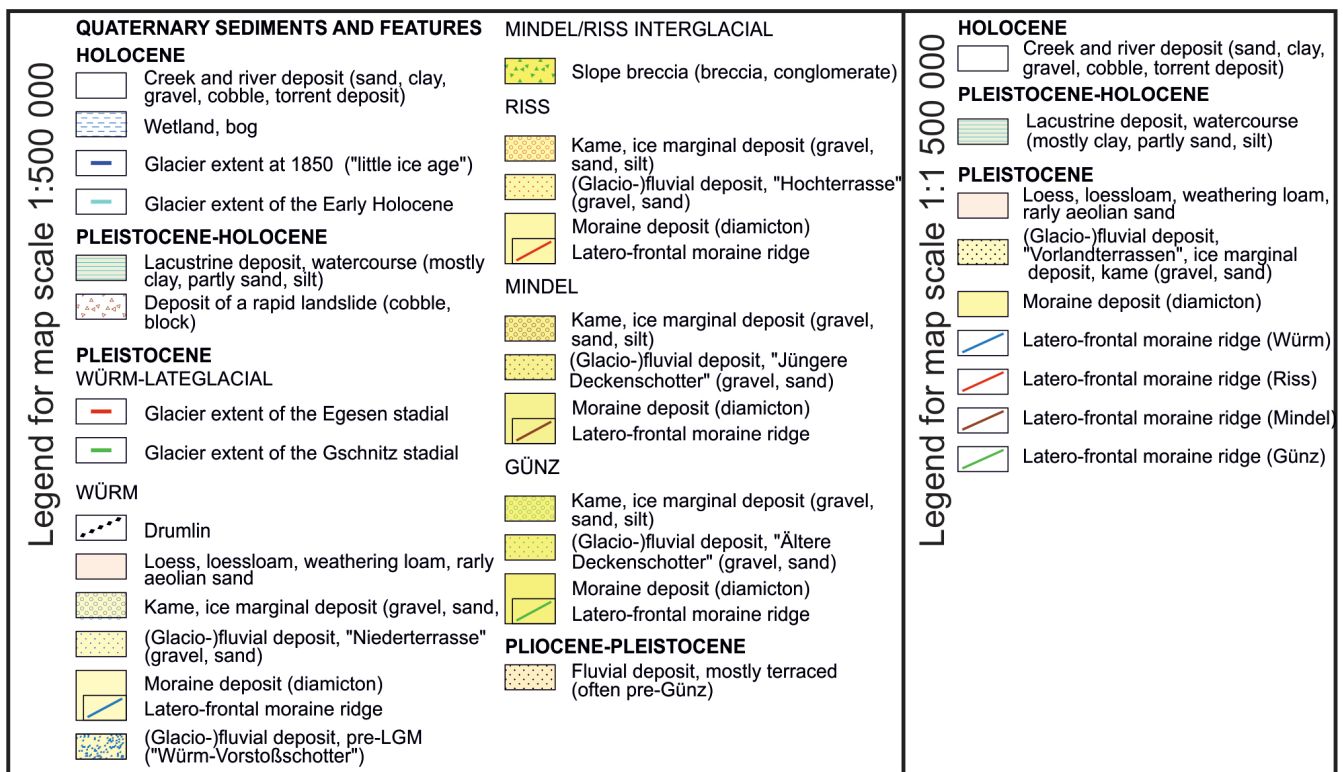 Legend for map scale 1:500 000
QUATERNARY SEDIMENTS AND FEATURES
HOLOCENE
Creek and river deposit (sand, clay,
gravel, cobble, torrent deposit)
Wetland, bog
Glacier extent at 1850 ("little ice age")
Glacier extent of the Early Holocene
PLEISTOCENE-HOLOCENE
Lacustrine deposit, watercourse (mostly
clay, partly sand, silt)
Deposit of a rapid landslide (cobble,
block)
PLEISTOCENE
WÜRM-LATEGLACIAL
Glacier extent of the Egesen stadial
Glacier extent of the Gschnitz stadial
WÜRM
Drumlin
Loess, loessloam, weathering loam, rarly
aeolian sand
Kame, ice marginal deposit (gravel, sand,
(Glacio-)fluvial deposit, "Niederterrasse"
(gravel, sand)
Moraine deposit (diamicton)
Latero-frontal moraine ridge
(Glacio-)fluvial deposit, pre-LGM
("Würm-Vorstoßschotter")
MINDEL/RISS INTERGLACIAL
Slope breccia (breccia, conglomerate)
RISS
Kame, ice marginal deposit (gravel,
sand, silt)
(Glacio-)fluvial deposit, "Hochterrasse"
(gravel, sand)
Moraine deposit (diamicton)
Latero-frontal moraine ridge
MINDEL
Kame, ice marginal deposit (gravel,
sand, silt)
(Glacio-)fluvial deposit, "Jüngere
Deckenschotter" (gravel, sand)
Moraine deposit (diamicton)
Latero-frontal moraine ridge
GÜNZ
Kame, ice marginal deposit (gravel,
sand, silt)
(Glacio-)fluvial deposit, "Ältere
Deckenschotter" (gravel, sand)
Moraine deposit (diamicton)
Latero-frontal moraine ridge
PLIOCENE-PLEISTOCENE
Fluvial deposit, mostly terraced
(often pre-Günz)
Legend for map scale 1:1 500 000
HOLOCENE
Creek and river deposit (sand, clay,
gravel, cobble, torrent deposit)
PLEISTOCENE-HOLOCENE
Lacustrine deposit, watercourse
(mostly clay, partly sand, silt)
PLEISTOCENE
Loess, loessloam, weathering loam,
rarly aeolian sand
(Glacio-)fluvial deposit,
"Vorlandterrassen", ice marginal
deposit, kame (gravel, sand)
Moraine deposit (diamicton)
Latero-frontal moraine ridge (Würm)
Latero-frontal moraine ridge (Riss)
Latero-frontal moraine ridge (Mindel)
Latero-frontal moraine ridge (Günz)